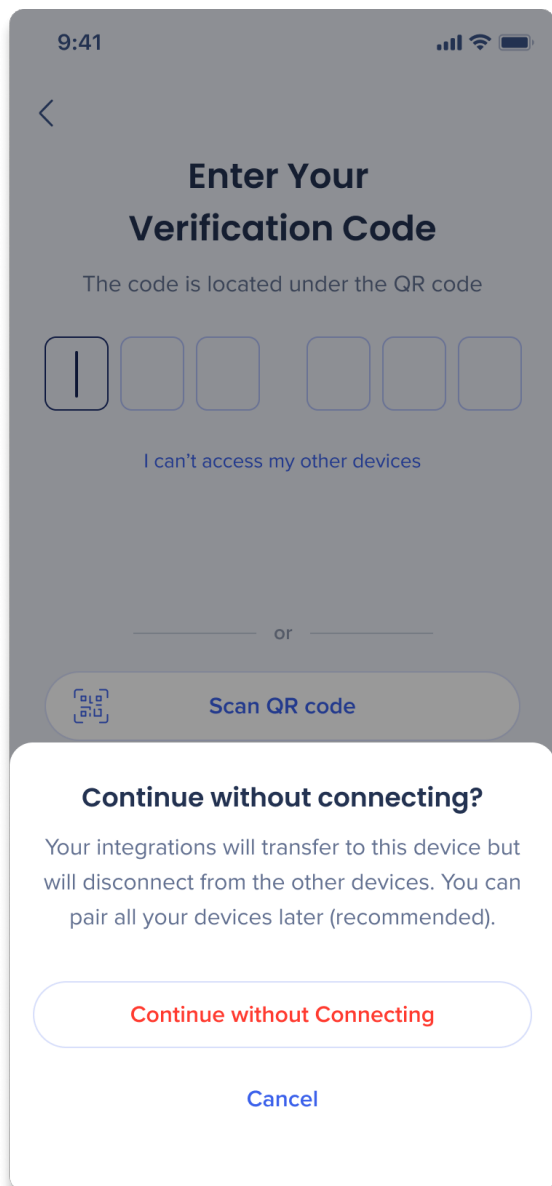 9:41
Enter Your
Verification Code
The code is located under the QR code
I can't access my other devices
or
Scan QR code
Continue without connecting?
Your integrations will transfer to this device but
will disconnect from the other devices. You can
pair all your devices later (recommended).
Continue without Connecting
Cancel